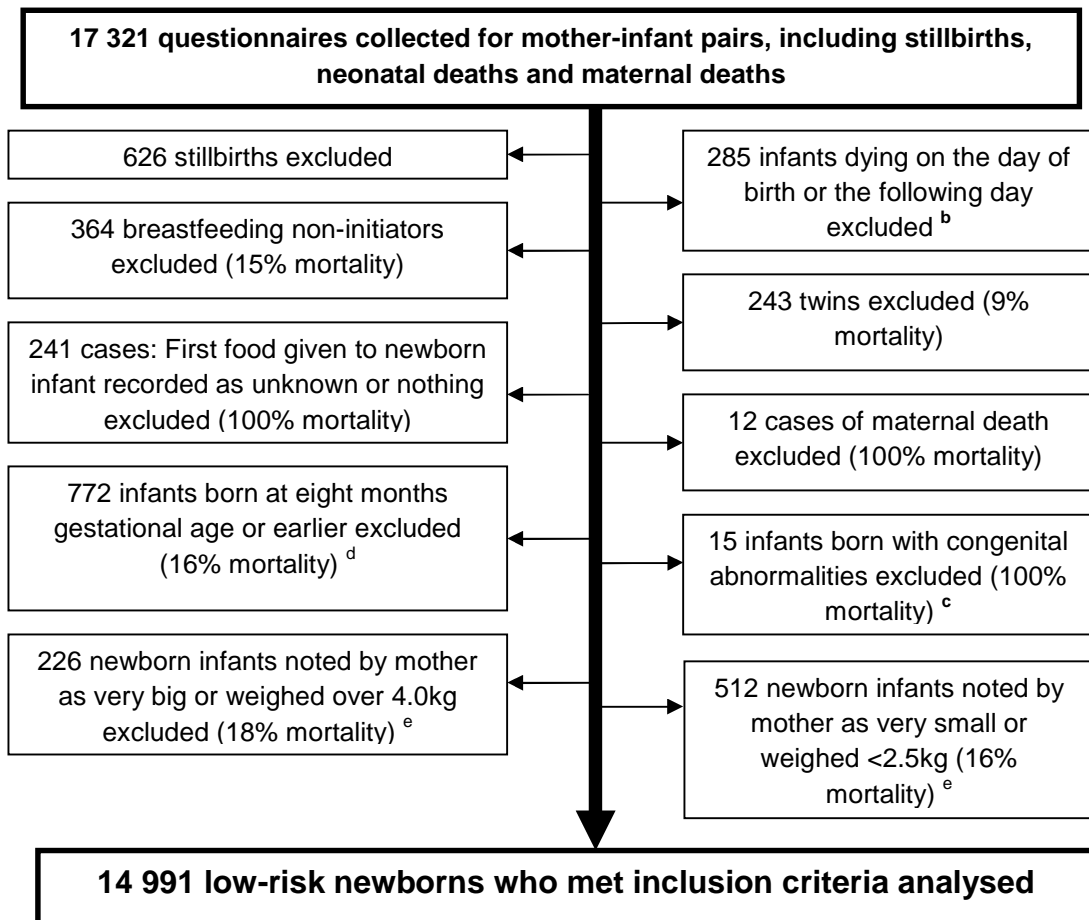 17 321 questionnaires collected for mother-infant pairs, including stillbirths,
neonatal deaths and maternal deaths
626 stillbirths excluded
285 infants dying on the day of
birth or the following day
excluded b
364 breastfeeding non-initiators
excluded (15% mortality)
243 twins excluded (9%
mortality)
241 cases: First food given to newborn
infant recorded as unknown or nothing
excluded (100% mortality)
12 cases of maternal death
excluded (100% mortality)
772 infants born at eight months
gestational age or earlier excluded
(16% mortality) d
15 infants born with congenital
abnormalities excluded (100%
mortality) c
226 newborn infants noted by mother
as very big or weighed over 4.0kg
excluded (18% mortality) e
512 newborn infants noted by
mother as very small or
weighed <2.5kg (16%
mortality) e
14 991 low-risk newborns who met inclusion criteria analysed